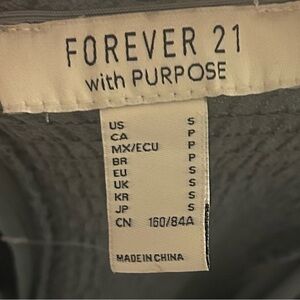 FOREVER 21
with PURPOSE
US S
CA P
MX/ECU P
BR P
EU S
UK S
KR S
JP S
CN 160/84A
MADE IN CHINA